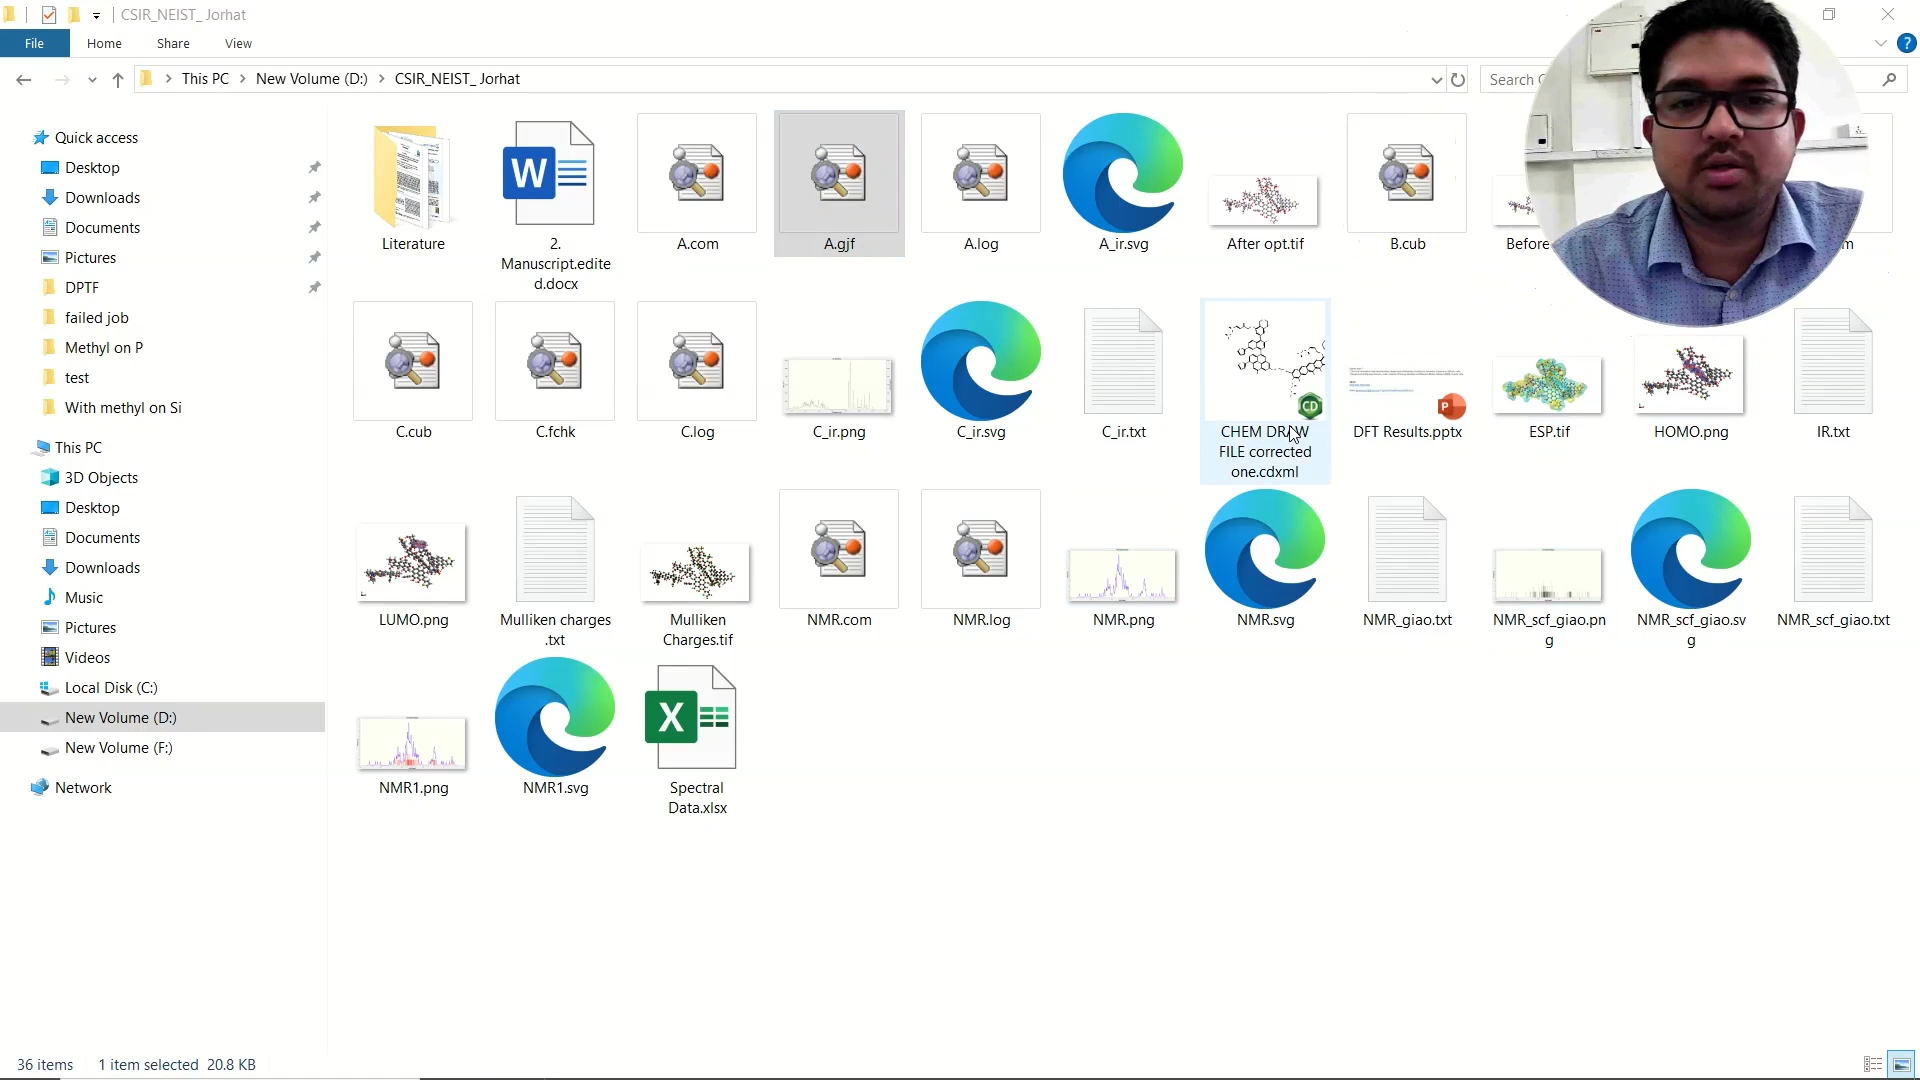 CSIR_NEIST_ Jorhat
File
Home
Share
View
This PC
New Volume (D:)
CSIR_NEIST_ Jorhat
Search
Quick access
Desktop
Downloads
Documents
Pictures
DPTF
failed job
Methyl on P
test
With methyl on Si
This PC
3D Objects
Desktop
Documents
Downloads
Music
Pictures
Videos
Local Disk (C:)
New Volume (D:)
New Volume (F:)
Network
Literature
2.
Manuscript.edite
d.docx
A.com
A.gjf
A.log
A_ir.svg
After opt.tif
B.cub
Before
C.cub
C.fchk
C.log
C_ir.png
C_ir.svg
C_ir.txt
CHEM DRAW
FILE corrected
one.cdxml
DFT Results.pptx
ESP.tif
HOMO.png
IR.txt
LUMO.png
Mulliken charges
.txt
Mulliken
Charges.tif
NMR.com
NMR.log
NMR.png
NMR.svg
NMR_giao.txt
NMR_scf_giao.pn
g
NMR_scf_giao.sv
g
NMR_scf_giao.txt
NMR1.png
NMR1.svg
Spectral
Data.xlsx
36 items
1 item selected 20.8 KB